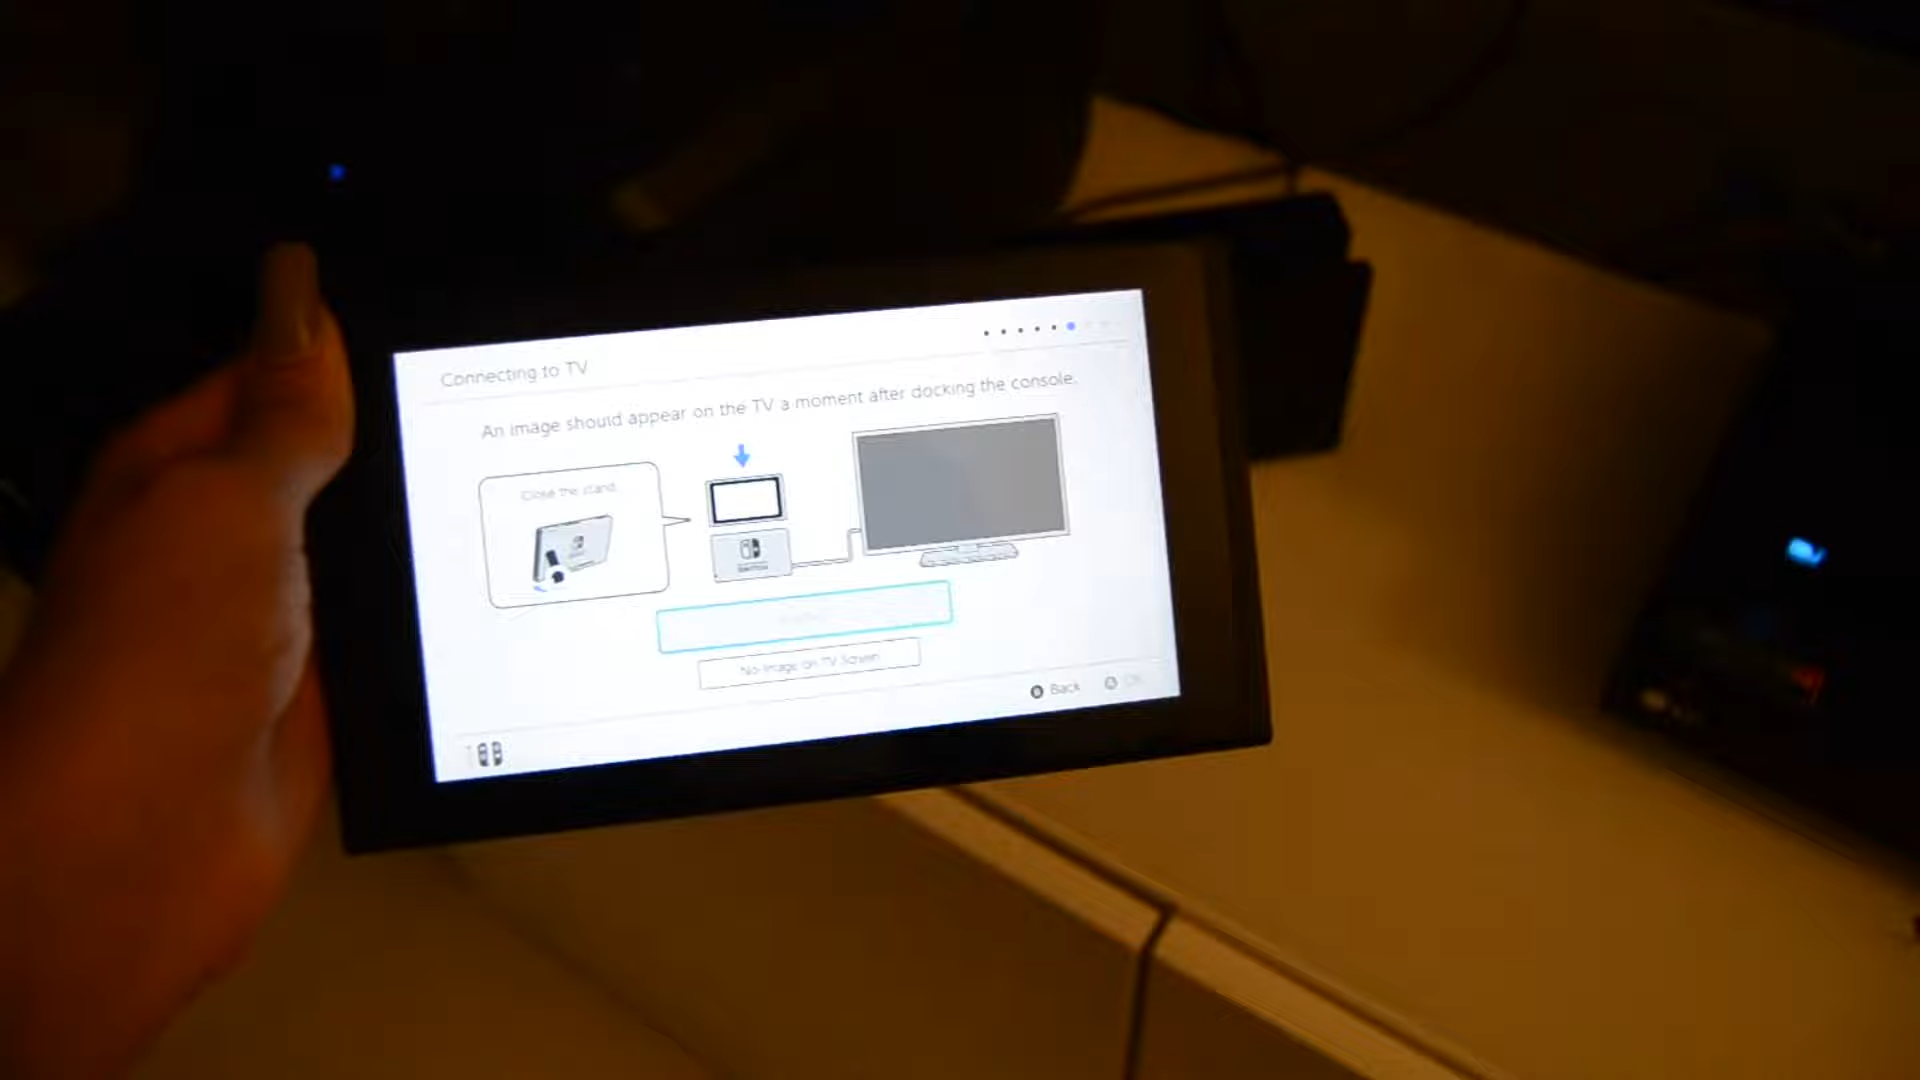 Connecting to TV
An image should appear on the TV a moment after docking the console.
Close the stand.
No Image on TV Screen
Back
OK